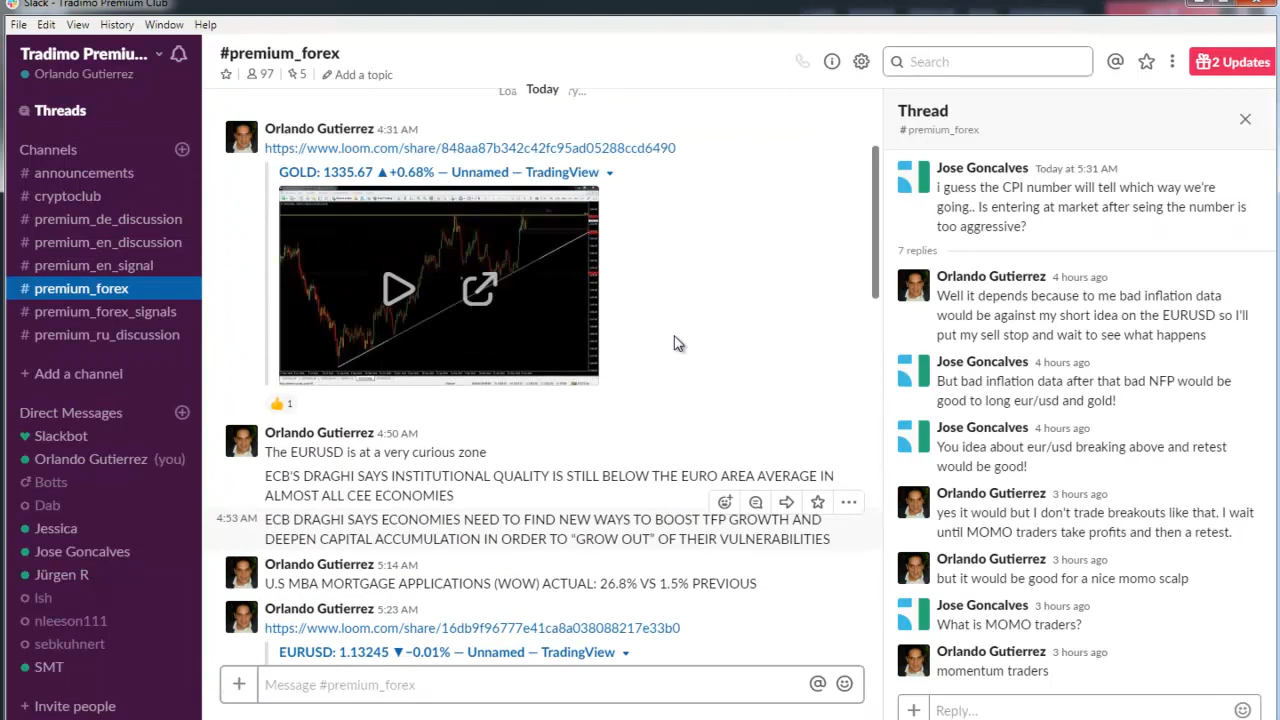 Slack - Tradimo Premium Club
File Edit View History Window Help
Tradimo Premiu...
Orlando Gutierrez
Threads
Channels
# announcements
# cryptoclub
# premium_de_discussion
# premium_en_discussion
# premium_en_signal
# premium_forex
# premium_forex_signals
# premium_ru_discussion
+ Add a channel
Direct Messages
Slackbot
Orlando Gutierrez (you)
Botts
Dab
Jessica
Jose Goncalves
Jürgen R
lsh
nleeson111
sebkuhnert
SMT
+ Invite people
#premium_forex
97 5 Add a topic
Search
2 Updates
Today
Orlando Gutierrez 4:31 AM
https://www.loom.com/share/848aa87b342c42fc95ad05288ccd6490
GOLD: 1335.67 ▲+0.68% — Unnamed — TradingView
👍 1
Orlando Gutierrez 4:50 AM
The EURUSD is at a very curious zone
ECB'S DRAGHI SAYS INSTITUTIONAL QUALITY IS STILL BELOW THE EURO AREA AVERAGE IN
ALMOST ALL CEE ECONOMIES
4:53 AM ECB DRAGHI SAYS ECONOMIES NEED TO FIND NEW WAYS TO BOOST TFP GROWTH AND
DEEPEN CAPITAL ACCUMULATION IN ORDER TO “GROW OUT” OF THEIR VULNERABILITIES
Orlando Gutierrez 5:14 AM
U.S MBA MORTGAGE APPLICATIONS (WOW) ACTUAL: 26.8% VS 1.5% PREVIOUS
Orlando Gutierrez 5:23 AM
https://www.loom.com/share/16db9f96777e41ca8a038088217e33b0
EURUSD: 1.13245 ▼−0.01% — Unnamed — TradingView
Message #premium_forex
Thread
# premium_forex
Jose Goncalves Today at 5:31 AM
i guess the CPI number will tell which way we're
going.. Is entering at market after seing the number is
too aggressive?
7 replies
Orlando Gutierrez 4 hours ago
Well it depends because to me bad inflation data
would be against my short idea on the EURUSD so I'll
put my sell stop and wait to see what happens
Jose Goncalves 4 hours ago
But bad inflation data after that bad NFP would be
good to long eur/usd and gold!
Jose Goncalves 4 hours ago
You idea about eur/usd breaking above and retest
would be good!
Orlando Gutierrez 3 hours ago
yes it would but I don't trade breakouts like that. I wait
until MOMO traders take profits and then a retest.
Orlando Gutierrez 3 hours ago
but it would be good for a nice momo scalp
Jose Goncalves 3 hours ago
What is MOMO traders?
Orlando Gutierrez 3 hours ago
momentum traders
Reply...